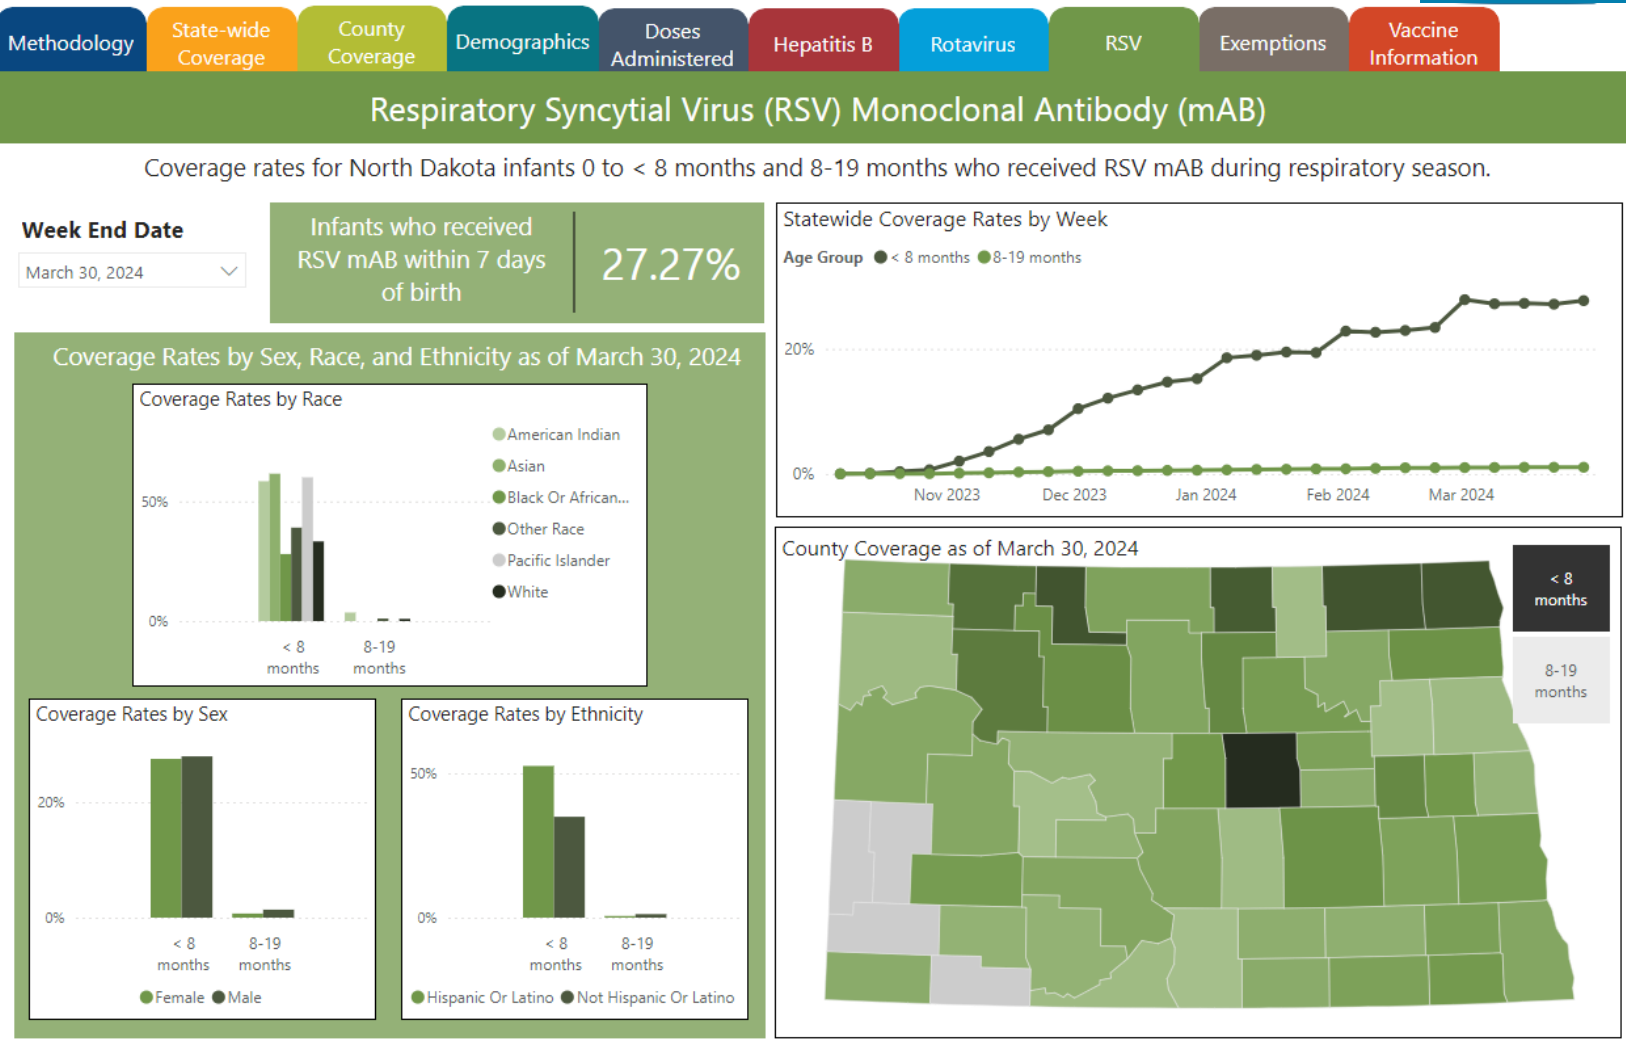 Methodology
State-wide
Coverage
County
Coverage
Demographics
Doses
Administered
Hepatitis B
Rotavirus
RSV
Exemptions
Vaccine
Information
Respiratory Syncytial Virus (RSV) Monoclonal Antibody (mAB)
Coverage rates for North Dakota infants 0 to < 8 months and 8-19 months who received RSV mAB during respiratory season.
Week End Date
March 30, 2024
Infants who received
RSV mAB within 7 days
of birth
27.27%
Coverage Rates by Sex, Race, and Ethnicity as of March 30, 2024
Coverage Rates by Race
American Indian
Asian
Black Or African...
Other Race
Pacific Islander
White
50%
0%
< 8
months
8-19
months
Coverage Rates by Sex
20%
0%
< 8
months
8-19
months
Female Male
Coverage Rates by Ethnicity
50%
0%
< 8
months
8-19
months
Hispanic Or Latino Not Hispanic Or Latino
Statewide Coverage Rates by Week
Age Group < 8 months 8-19 months
20%
0%
Nov 2023 Dec 2023 Jan 2024 Feb 2024 Mar 2024
County Coverage as of March 30, 2024
< 8
months
8-19
months